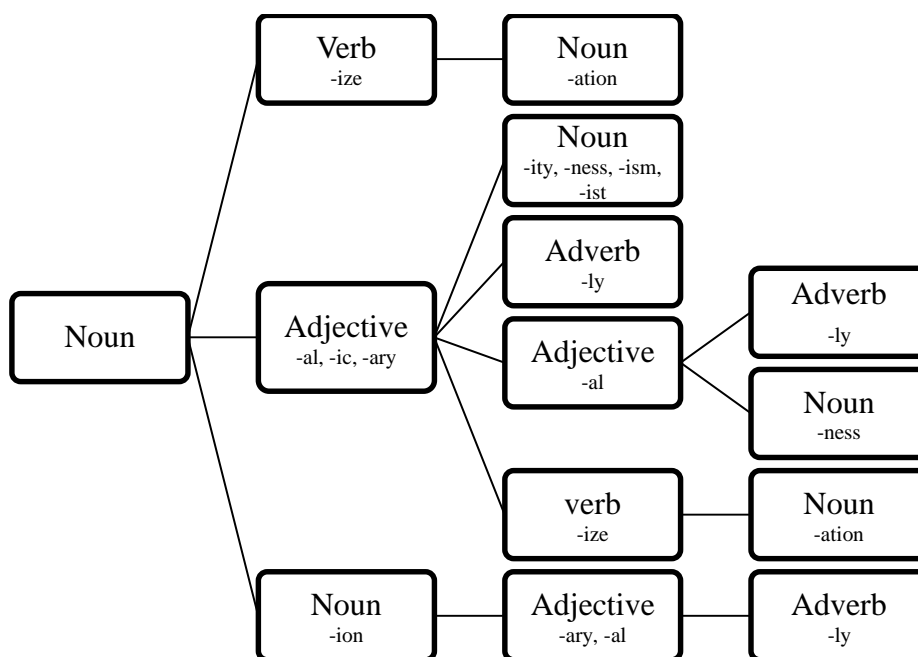 Verb
-ize
Noun
-ation
Noun
-ity, -ness, -ism,
-ist
Adverb
-ly
Adverb
-ly
Noun
Adjective
-al, -ic, -ary
Adjective
-al
Noun
-ness
verb
-ize
Noun
-ation
Noun
-ion
Adjective
-ary, -al
Adverb
-ly